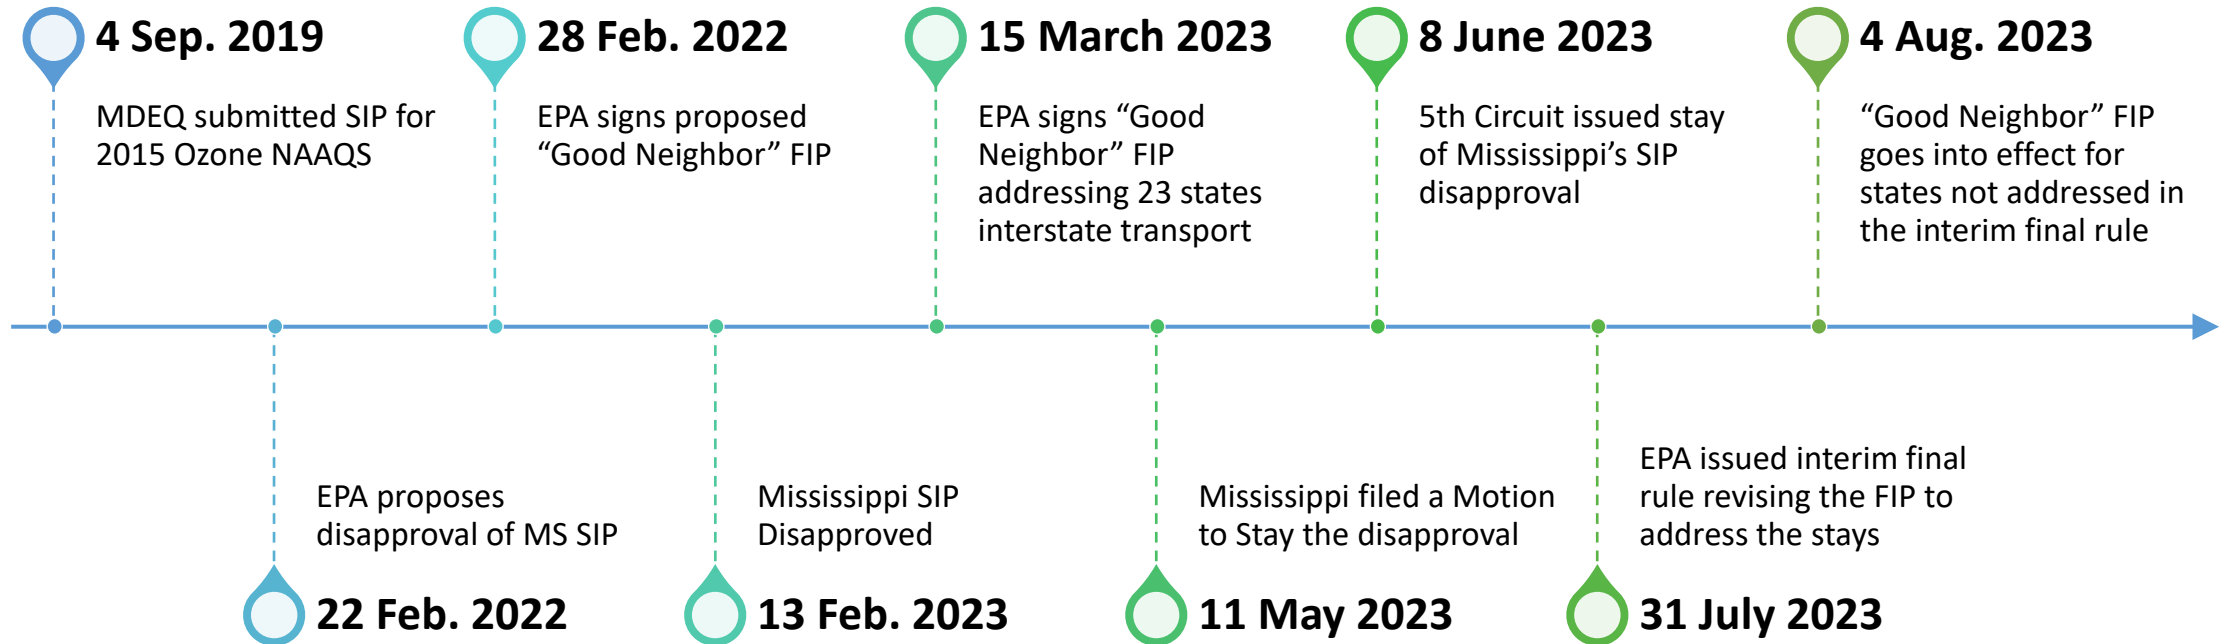 4 Sep. 2019
MDEQ submitted SIP for
2015 Ozone NAAQS
22 Feb. 2022
EPA proposes
disapproval of MS SIP
28 Feb. 2022
EPA signs proposed
“Good Neighbor” FIP
13 Feb. 2023
Mississippi SIP
Disapproved
15 March 2023
EPA signs “Good
Neighbor” FIP
addressing 23 states
interstate transport
11 May 2023
Mississippi filed a Motion
to Stay the disapproval
8 June 2023
5th Circuit issued stay
of Mississippi’s SIP
disapproval
31 July 2023
EPA issued interim final
rule revising the FIP to
address the stays
4 Aug. 2023
“Good Neighbor” FIP
goes into effect for
states not addressed in
the interim final rule